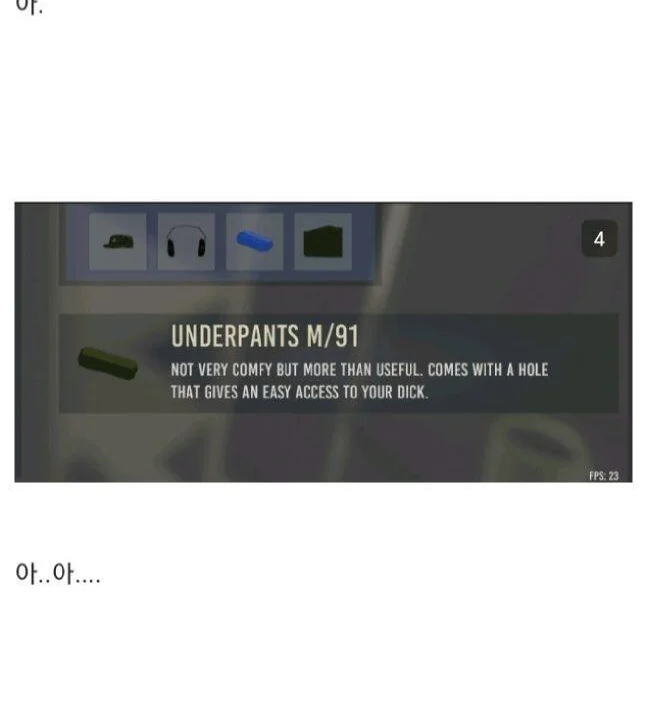 아.
4
UNDERPANTS M/91
NOT VERY COMFY BUT MORE THAN USEFUL. COMES WITH A HOLE
THAT GIVES AN EASY ACCESS TO YOUR DICK.
FPS: 23
아..아....